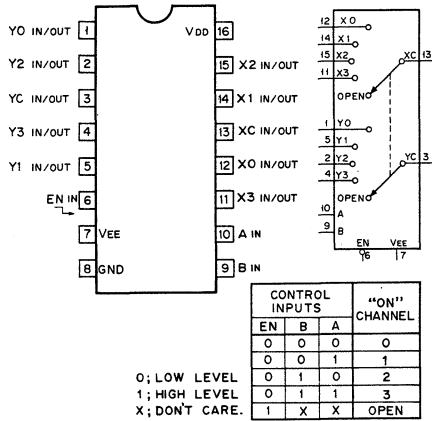 Y0 IN/OUT 1
Y2 IN/OUT 2
YC IN/OUT 3
Y3 IN/OUT 4
Y1 IN/OUT 5
EN IN 6
7 VEE
8 GND
VDD 16
15 X2 IN/OUT
14 X1 IN/OUT
13 XC IN/OUT
12 X0 IN/OUT
11 X3 IN/OUT
10 A IN
9 B IN
12 X0
14 X1
15 X2
11 X3
OPEN
XC 13
1 Y0
5 Y1
2 Y2
4 Y3
OPEN
YC 3
10 A
9 B
EN VEE
6 7
CONTROL INPUTS "ON" CHANNEL
EN B A
0 0 0 0
0 0 1 1
0 1 0 2
0 1 1 3
1 X X OPEN
0; LOW LEVEL
1; HIGH LEVEL
X; DON'T CARE.